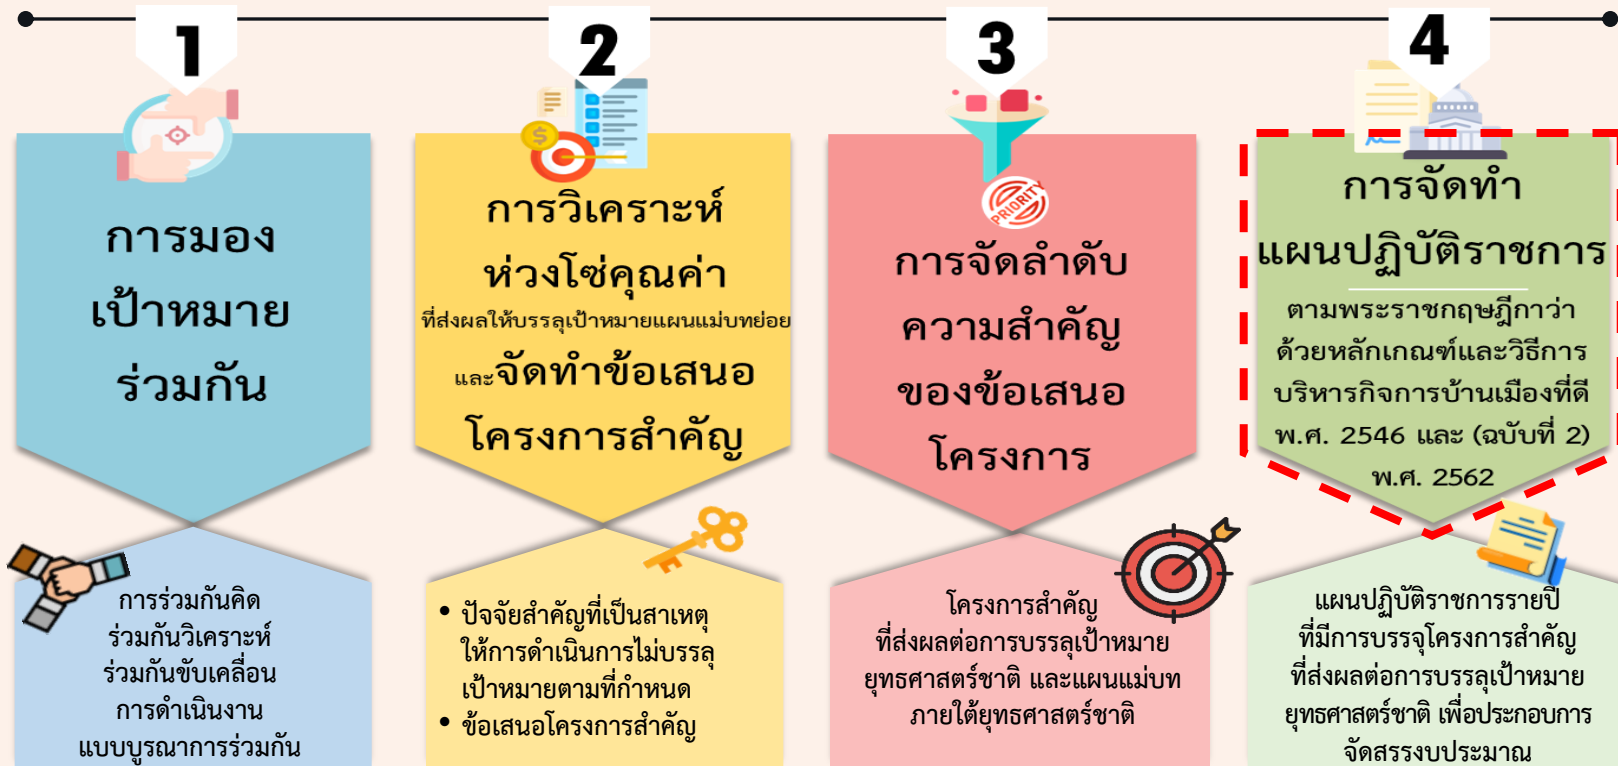 1
การมอง
เป้าหมาย
ร่วมกัน
การร่วมกันคิด
ร่วมกันวิเคราะห์
ร่วมกันขับเคลื่อน
การดำเนินงาน
แบบบูรณาการร่วมกัน
2
การวิเคราะห์
ห่วงโซ่คุณค่า
ที่ส่งผลให้บรรลุเป้าหมายแผนแม่บทย่อย
และจัดทำข้อเสนอ
โครงการสำคัญ
• ปัจจัยสำคัญที่เป็นสาเหตุ
ให้การดำเนินการไม่บรรลุ
เป้าหมายตามที่กำหนด
• ข้อเสนอโครงการสำคัญ
3
PRIORITY
การจัดลำดับ
ความสำคัญ
ของข้อเสนอ
โครงการ
โครงการสำคัญ
ที่ส่งผลต่อการบรรลุเป้าหมาย
ยุทธศาสตร์ชาติ และแผนแม่บท
ภายใต้ยุทธศาสตร์ชาติ
4
การจัดทำ
แผนปฏิบัติราชการ
ตามพระราชกฤษฎีกาว่า
ด้วยหลักเกณฑ์และวิธีการ
บริหารกิจการบ้านเมืองที่ดี
พ.ศ. 2546 และ (ฉบับที่ 2)
พ.ศ. 2562
แผนปฏิบัติราชการรายปี
ที่มีการบรรจุโครงการสำคัญ
ที่ส่งผลต่อการบรรลุเป้าหมาย
ยุทธศาสตร์ชาติ เพื่อประกอบการ
จัดสรรงบประมาณ